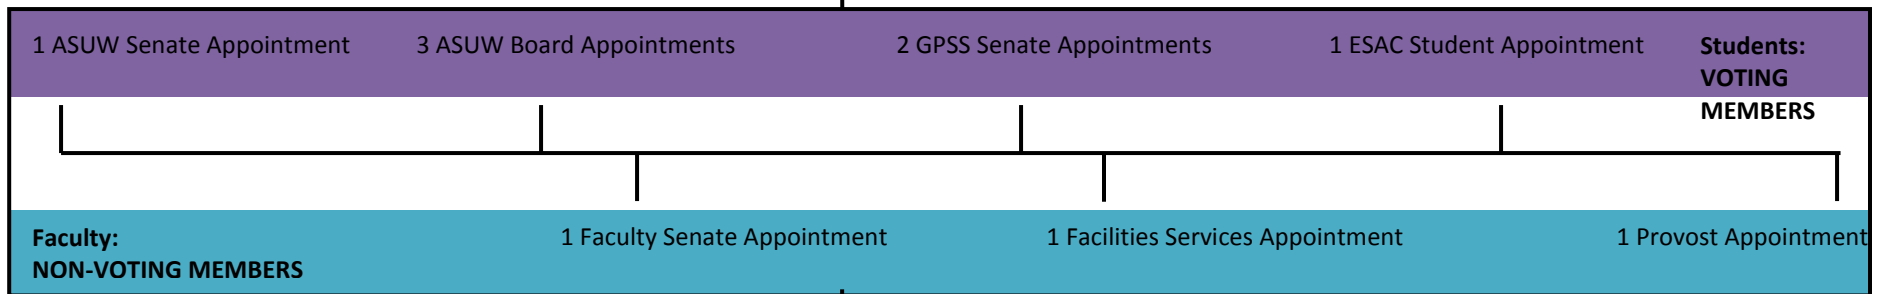 1 ASUW Senate Appointment 3 ASUW Board Appointments 2 GPSS Senate Appointments 1 ESAC Student Appointment Students:
VOTING
MEMBERS
Faculty: 1 Faculty Senate Appointment 1 Facilities Services Appointment 1 Provost Appointment
NON-VOTING MEMBERS